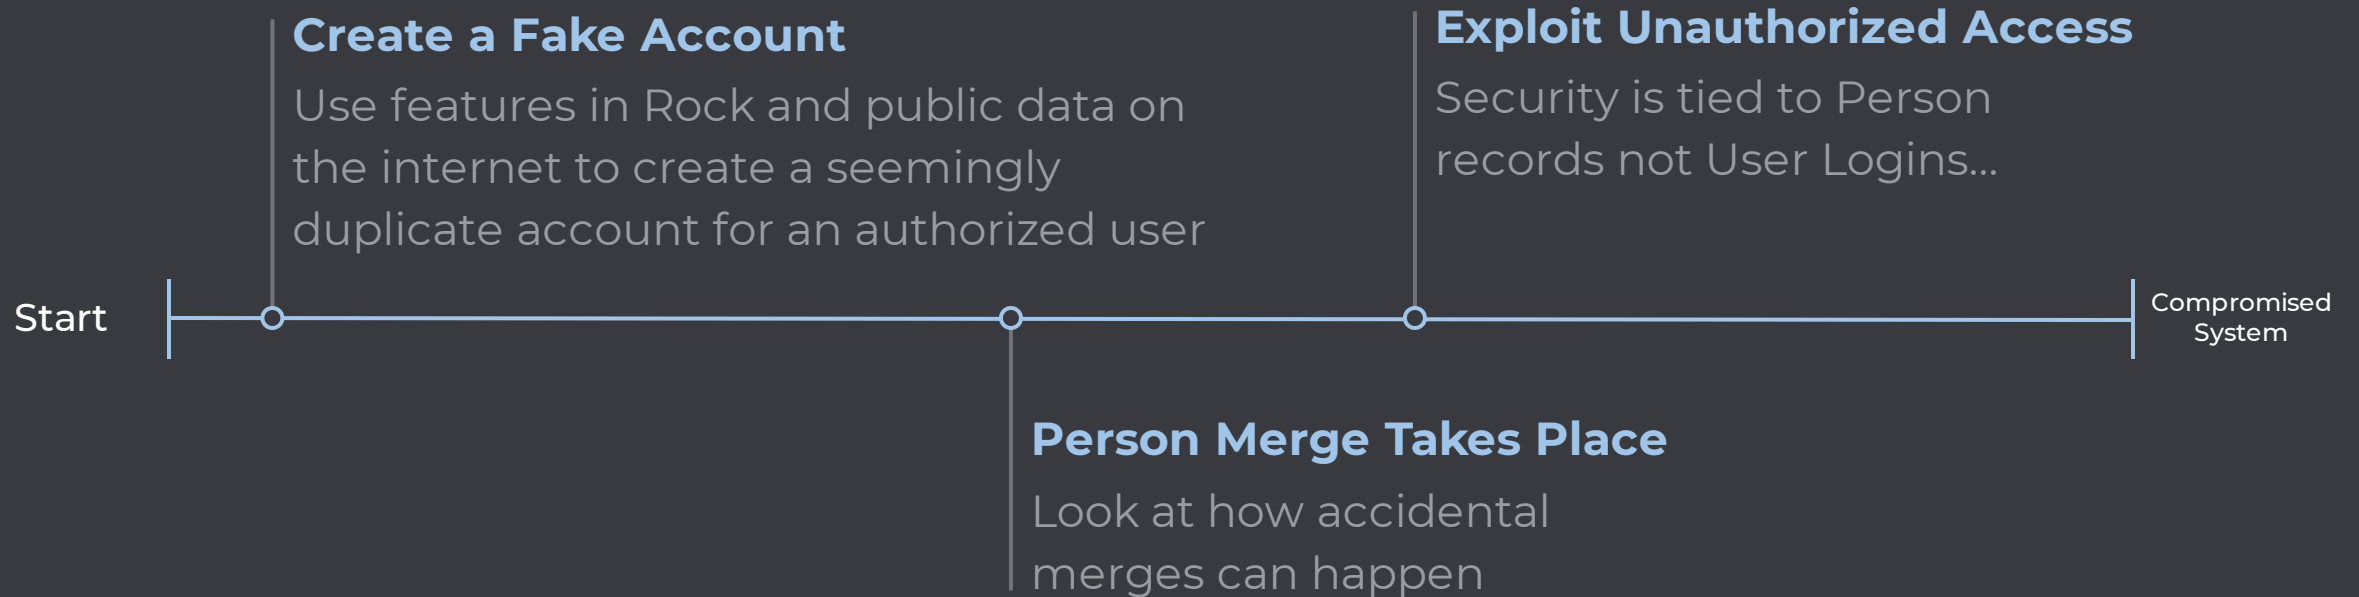 Create a Fake Account
Use features in Rock and public data on
the internet to create a seemingly
duplicate account for an authorized user
Exploit Unauthorized Access
Security is tied to Person
records not User Logins...
Start
Compromised
System
Person Merge Takes Place
Look at how accidental
merges can happen